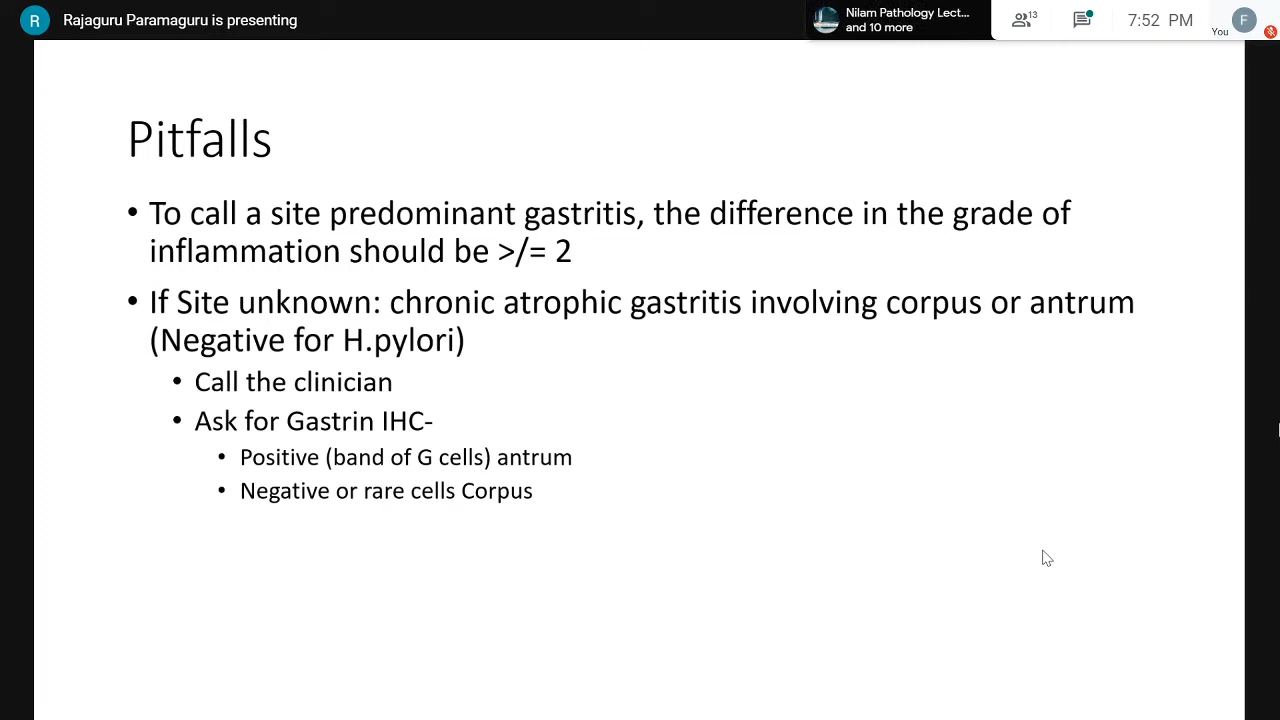 R Rajaguru Paramaguru is presenting
Nilam Pathology Lect...
and 10 more
13
7:52 PM
F
You
Pitfalls
• To call a site predominant gastritis, the difference in the grade of
inflammation should be >/= 2
• If Site unknown: chronic atrophic gastritis involving corpus or antrum
(Negative for H.pylori)
• Call the clinician
• Ask for Gastrin IHC-
• Positive (band of G cells) antrum
• Negative or rare cells Corpus